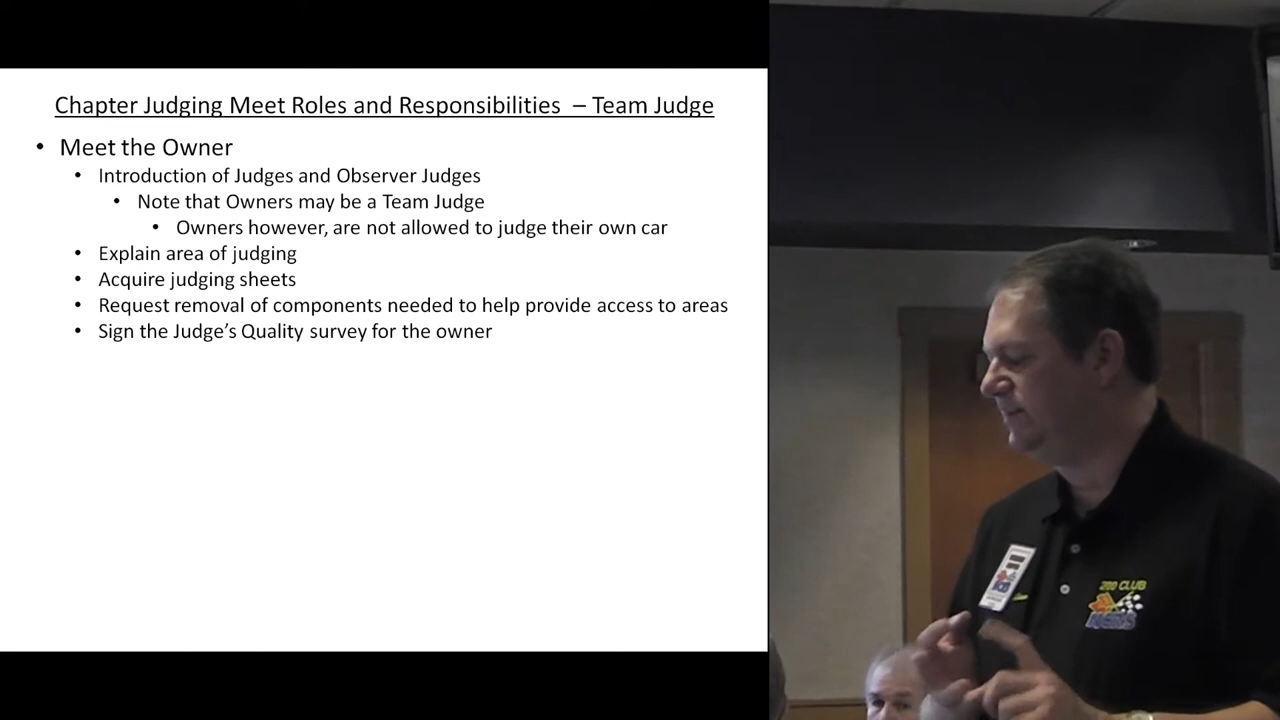 Chapter Judging Meet Roles and Responsibilities – Team Judge
• Meet the Owner
• Introduction of Judges and Observer Judges
• Note that Owners may be a Team Judge
• Owners however, are not allowed to judge their own car
• Explain area of judging
• Acquire judging sheets
• Request removal of components needed to help provide access to areas
• Sign the Judge's Quality survey for the owner
200 CLUB
NCRS